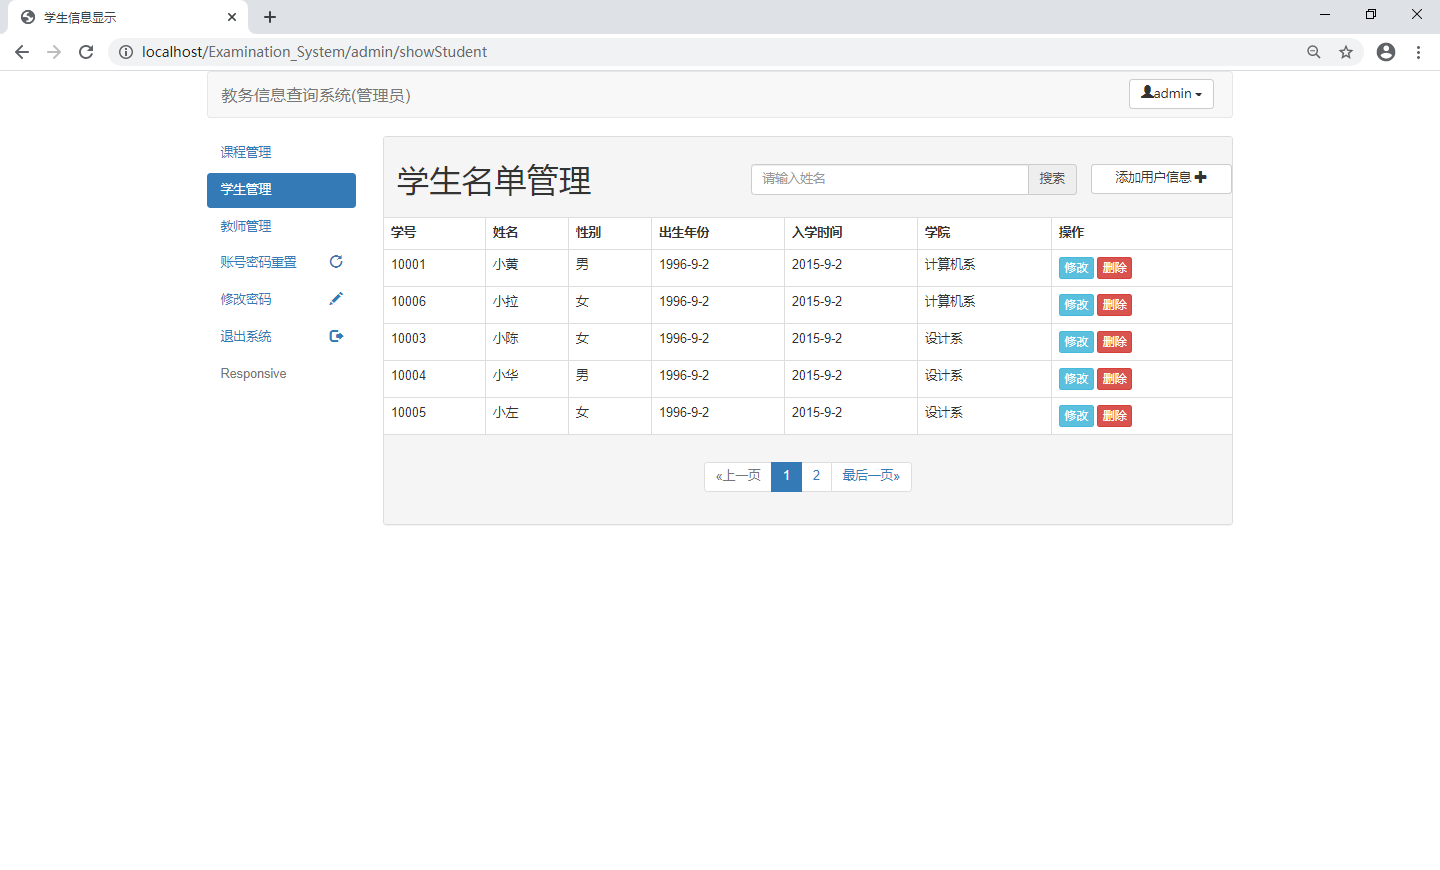 学生信息显示
localhost/Examination_System/admin/showStudent
教务信息查询系统(管理员)
admin
课程管理
学生管理
教师管理
账号密码重置
修改密码
退出系统
Responsive
学生名单管理
请输入姓名 搜索 添加用户信息
学号 姓名 性别 出生年份 入学时间 学院 操作
10001 小黄 男 1996-9-2 2015-9-2 计算机系 修改 删除
10006 小拉 女 1996-9-2 2015-9-2 计算机系 修改 删除
10003 小陈 女 1996-9-2 2015-9-2 设计系 修改 删除
10004 小华 男 1996-9-2 2015-9-2 设计系 修改 删除
10005 小左 女 1996-9-2 2015-9-2 设计系 修改 删除
«上一页 1 2 最后一页»